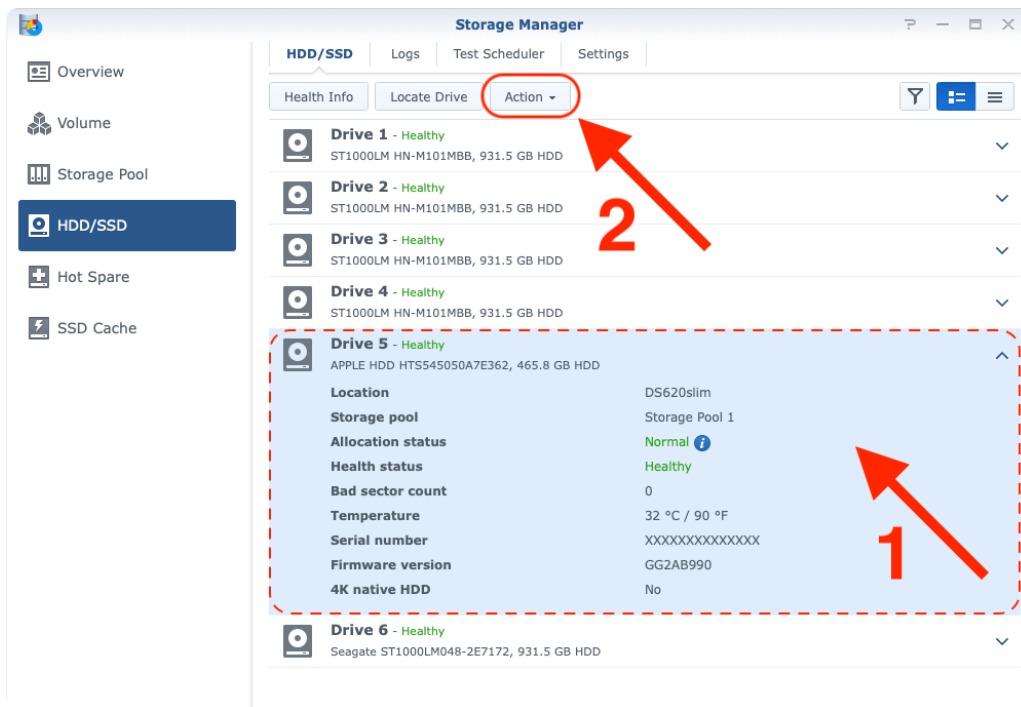 Storage Manager
Overview
Volume
Storage Pool
HDD/SSD
Hot Spare
SSD Cache
HDD/SSD Logs Test Scheduler Settings
Health Info Locate Drive Action
Drive 1 - Healthy
ST1000LM HN-M101MBB, 931.5 GB HDD
Drive 2 - Healthy
ST1000LM HN-M101MBB, 931.5 GB HDD
Drive 3 - Healthy
ST1000LM HN-M101MBB, 931.5 GB HDD
Drive 4 - Healthy
ST1000LM HN-M101MBB, 931.5 GB HDD
2
Drive 5 - Healthy
APPLE HDD HTS545050A7E362, 465.8 GB HDD
Location DS620slim
Storage pool Storage Pool 1
Allocation status Normal
Health status Healthy
Bad sector count 0
Temperature 32 °C / 90 °F
Serial number XXXXXXXXXXXXXX
Firmware version GG2AB990
4K native HDD No
1
Drive 6 - Healthy
Seagate ST1000LM048-2E7172, 931.5 GB HDD